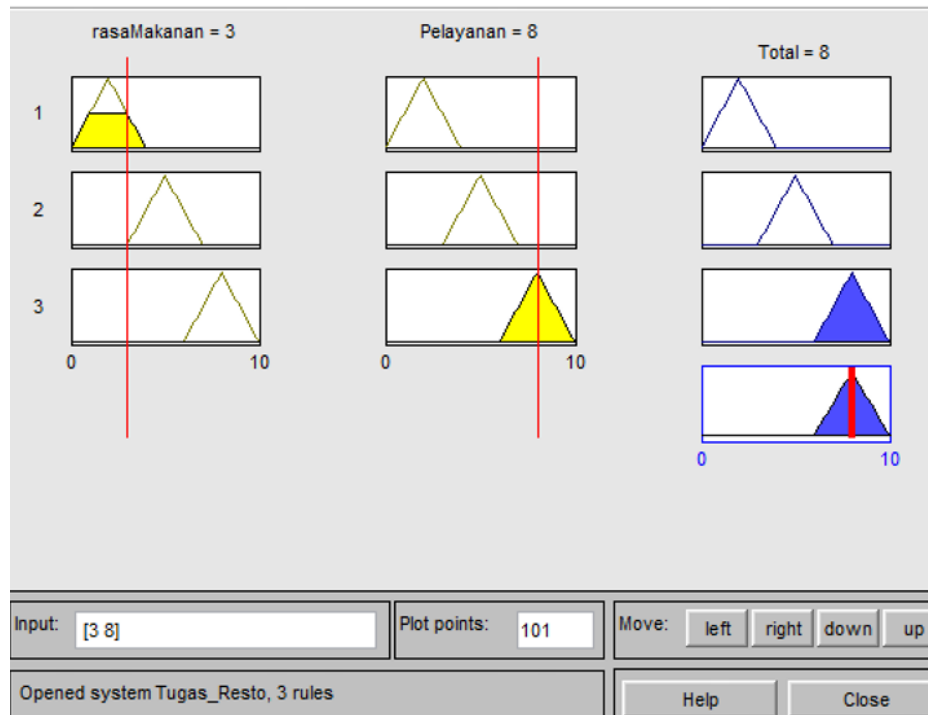 rasaMakanan = 3
Pelayanan = 8
Total = 8
1
2
3
0
10
0
10
0
10
Input:
[3 8]
Plot points:
101
Move:
left
right
down
up
Opened system Tugas_Resto, 3 rules
Help
Close